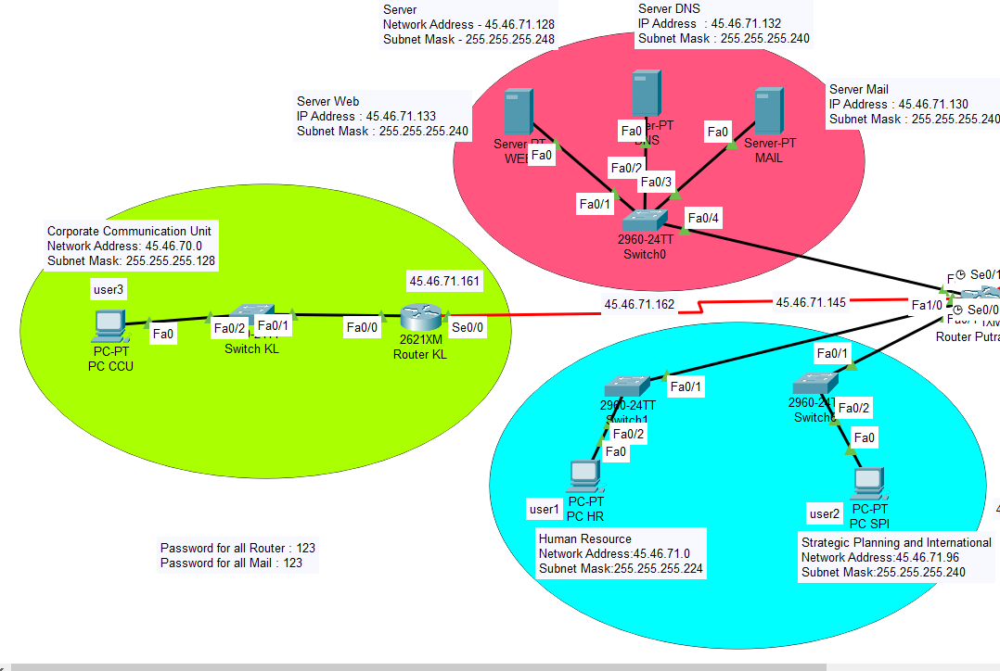 Server
Network Address - 45.46.71.128
Subnet Mask - 255.255.255.248
Server DNS
IP Address : 45.46.71.132
Subnet Mask : 255.255.255.240
Server Web
IP Address : 45.46.71.133
Subnet Mask : 255.255.255.240
Server Mail
IP Address : 45.46.71.130
Subnet Mask : 255.255.255.240
Server-PT
WEB
Fa0
Fa0
DNS
Fa0
Server-PT
MAIL
Fa0/2
Fa0/3
Fa0/1
Fa0/4
2960-24TT
Switch0
Corporate Communication Unit
Network Address: 45.46.70.0
Subnet Mask: 255.255.255.128
user3
PC-PT
PC CCU
Fa0
Fa0/2
Fa0/1
Switch KL
45.46.71.161
Fa0/0
Se0/0
2621XM
Router KL
45.46.71.162
45.46.71.145
Se0/1
Fa1/0
Se0/0
Router Putra
Fa0/1
2960-24TT
Switch1
Fa0/2
Fa0
user1
PC-PT
PC HR
Human Resource
Network Address:45.46.71.0
Subnet Mask:255.255.255.224
Fa0/1
Fa0/2
Fa0
user2
PC-PT
PC SPI
Strategic Planning and International
Network Address:45.46.71.96
Subnet Mask:255.255.255.240
Password for all Router : 123
Password for all Mail : 123